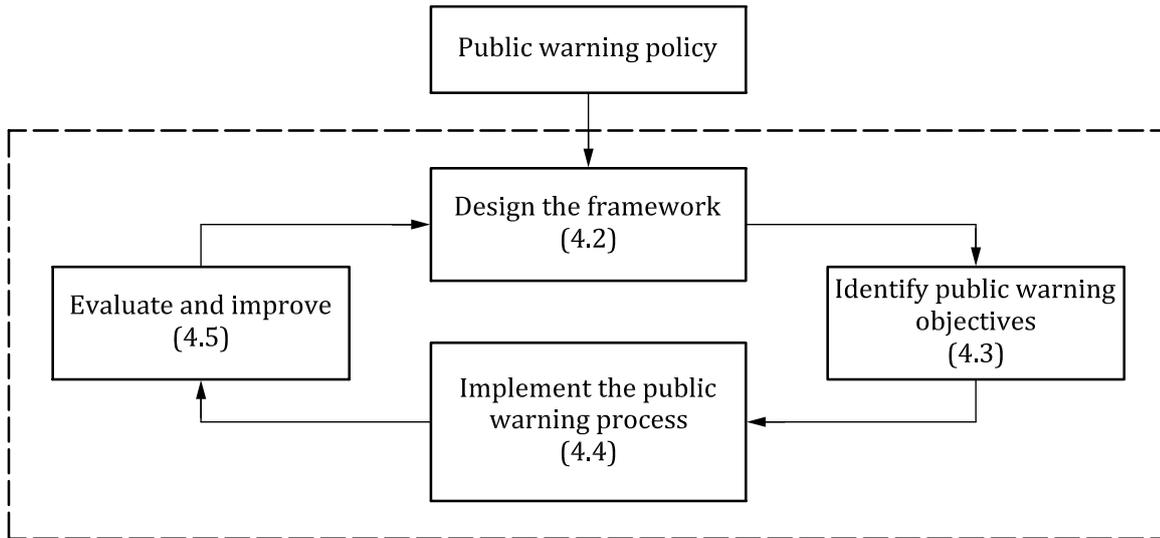 Public warning policy
Design the framework
(4.2)
Identify public warning
objectives
(4.3)
Implement the public
warning process
(4.4)
Evaluate and improve
(4.5)